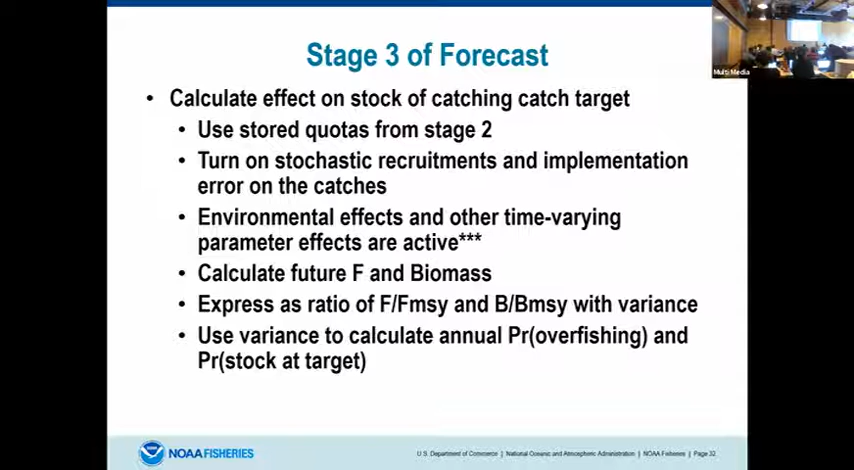 Stage 3 of Forecast
Multi Media
• Calculate effect on stock of catching catch target
• Use stored quotas from stage 2
• Turn on stochastic recruitments and implementation
error on the catches
• Environmental effects and other time-varying
parameter effects are active***
• Calculate future F and Biomass
• Express as ratio of F/Fmsy and B/Bmsy with variance
• Use variance to calculate annual Pr(overfishing) and
Pr(stock at target)
NOAA FISHERIES
U.S. Department of Commerce | National Oceanic and Atmospheric Administration | NOAA Fisheries | Page 32